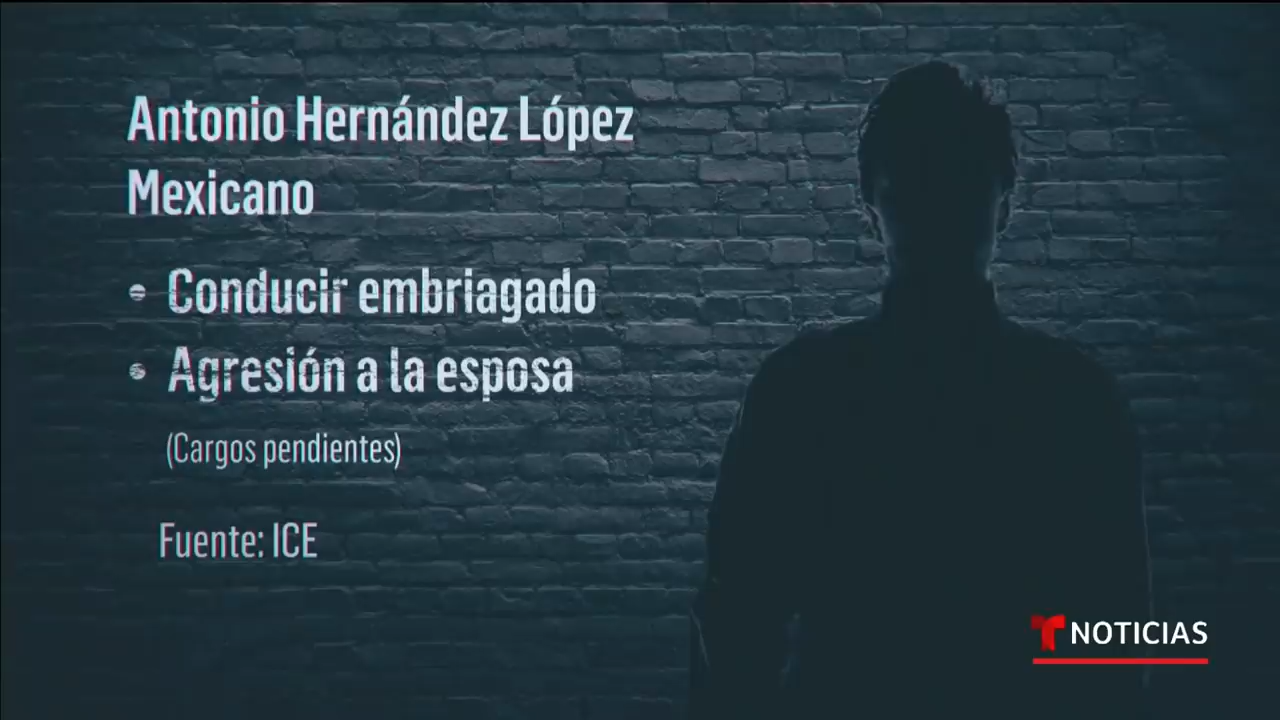 Antonio Hernández López
Mexicano
• Conducir embriagado
• Agresión a la esposa
(Cargos pendientes)
Fuente: ICE
NOTICIAS